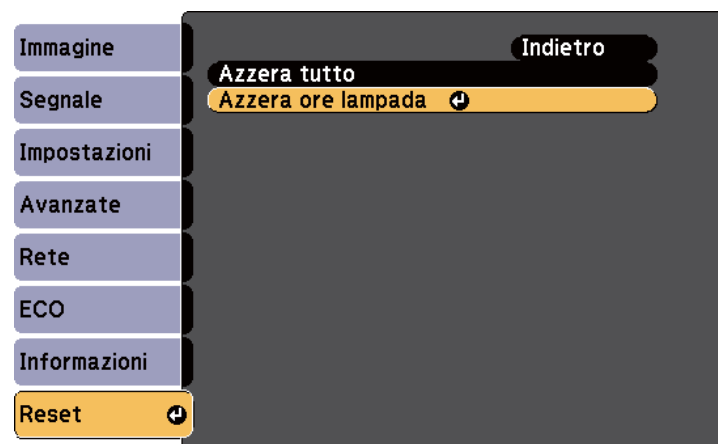 Immagine
Segnale
Impostazioni
Avanzate
Rete
ECO
Informazioni
Reset
Indietro
Azzera tutto
Azzera ore lampada